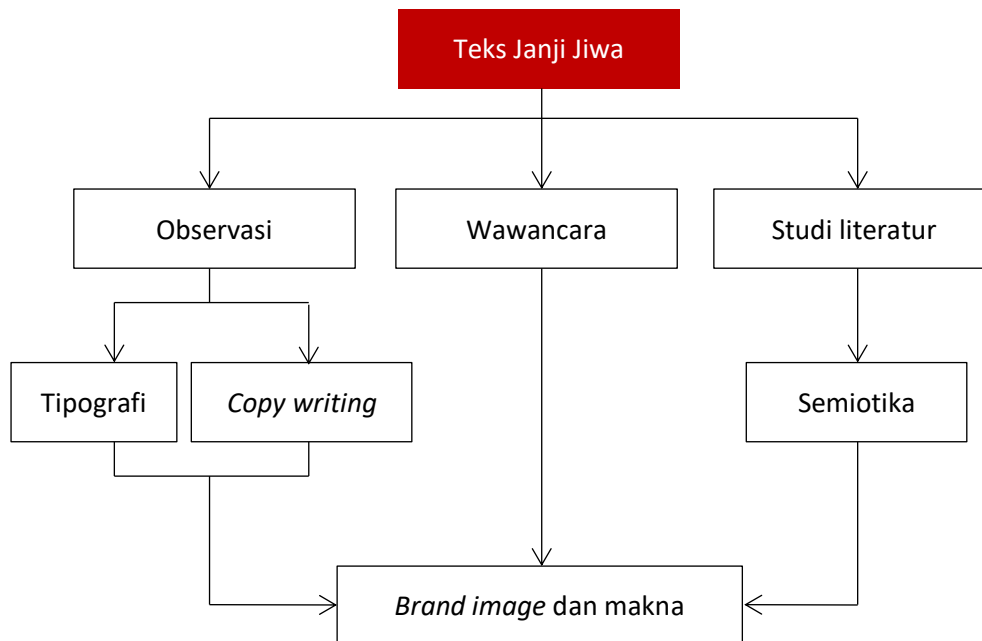 Teks Janji Jiwa
Observasi
Wawancara
Studi literatur
Tipografi
Copy writing
Semiotika
Brand image dan makna